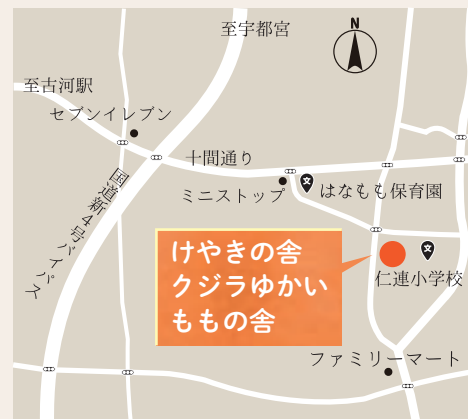 至宇都宮
N
至古河駅
セブンイレブン
十間通り
ミニストップ
はなもも保育園
国道新4号バイパス
けやきの舎
クジラゆかい
ももの舎
仁連小学校
ファミリーマート
文
文